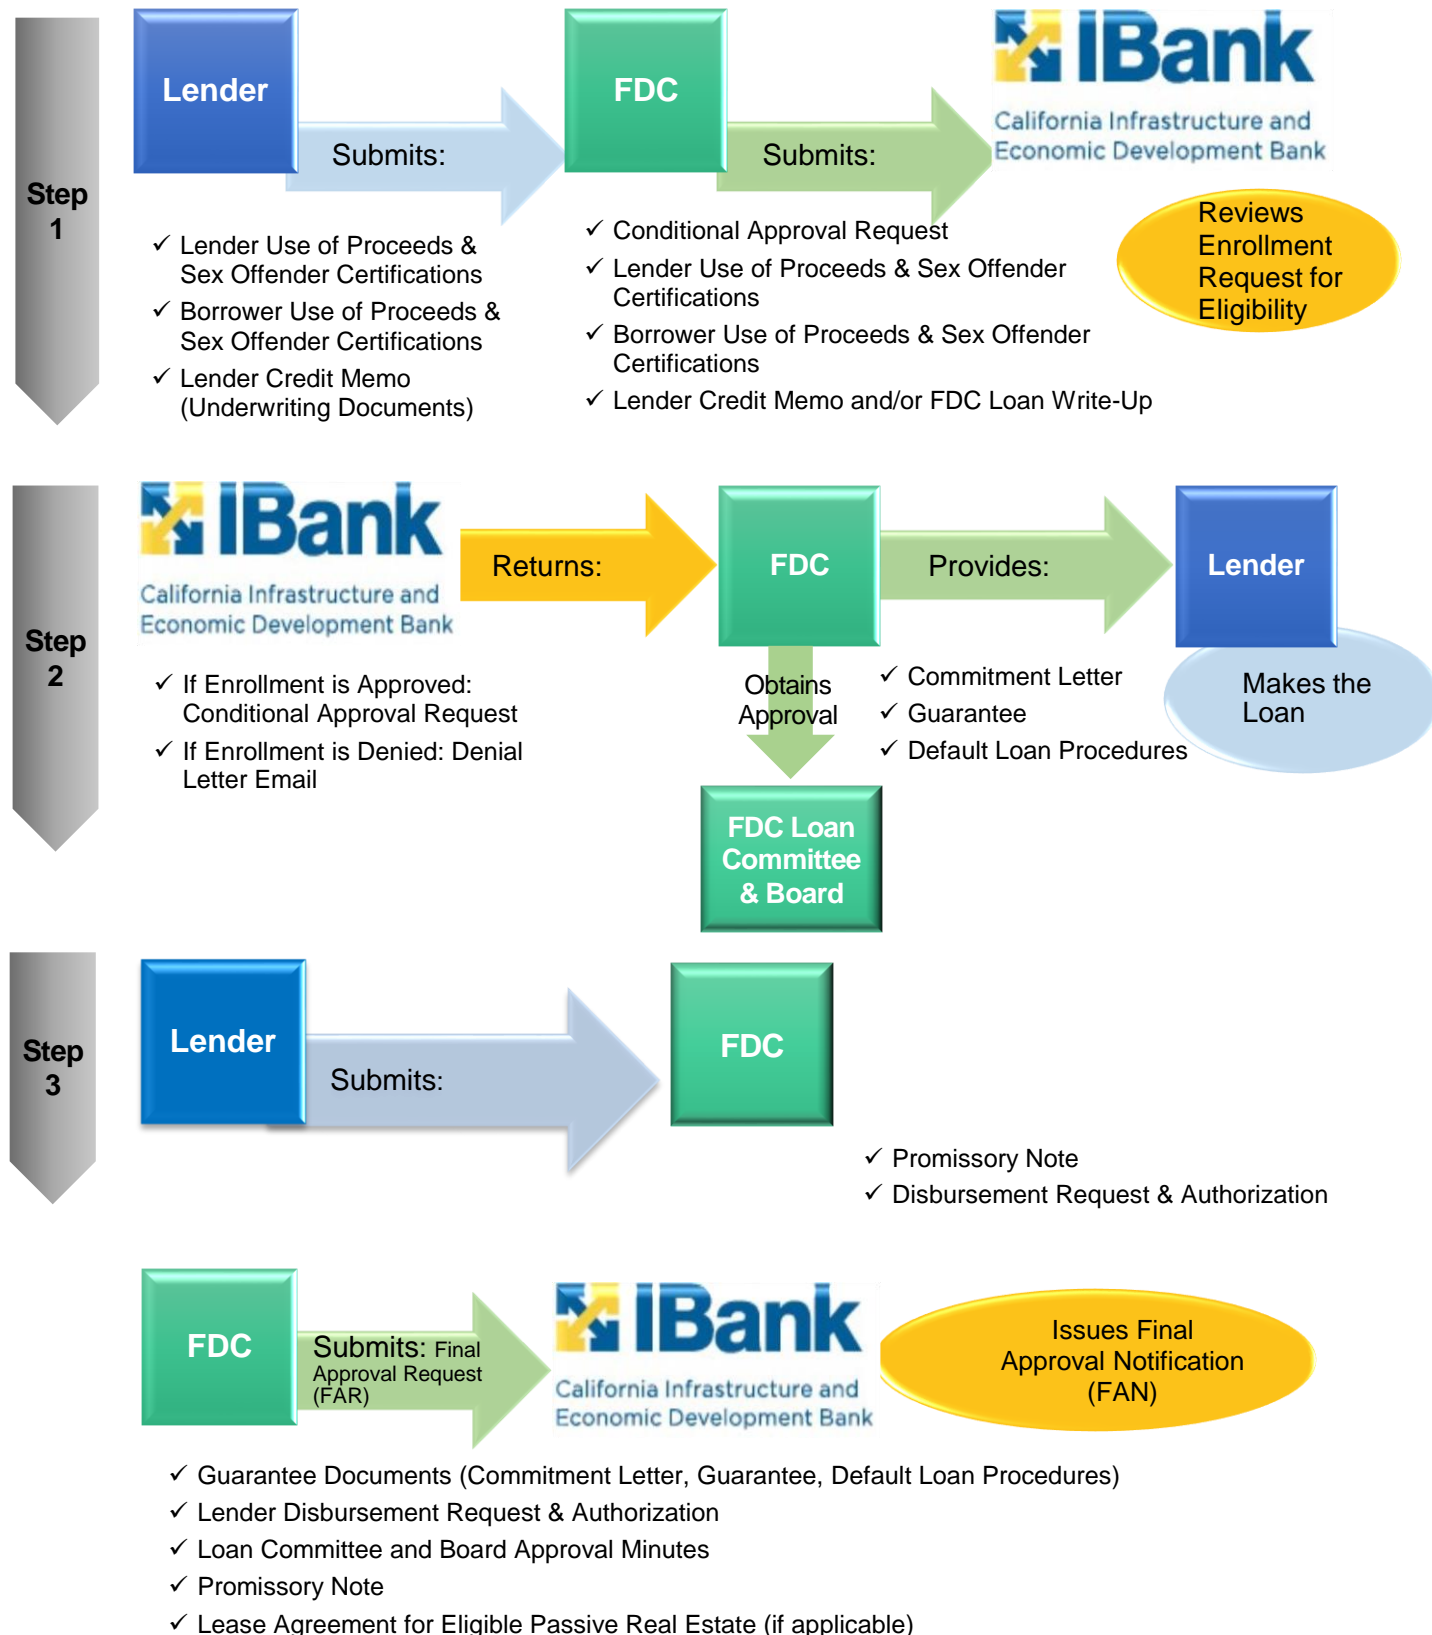 Step
1
Lender
Submits:
FDC
Submits:
IBank
California Infrastructure and
Economic Development Bank
✓ Lender Use of Proceeds &
Sex Offender Certifications
✓ Borrower Use of Proceeds &
Sex Offender Certifications
✓ Lender Credit Memo
(Underwriting Documents)
✓ Conditional Approval Request
✓ Lender Use of Proceeds & Sex Offender
Certifications
✓ Borrower Use of Proceeds & Sex Offender
Certifications
✓ Lender Credit Memo and/or FDC Loan Write-Up
Reviews
Enrollment
Request for
Eligibility
Step
2
IBank
California Infrastructure and
Economic Development Bank
Returns:
FDC
Provides:
Lender
✓ If Enrollment is Approved:
Conditional Approval Request
✓ If Enrollment is Denied: Denial
Letter Email
Obtains
Approval
✓ Commitment Letter
✓ Guarantee
✓ Default Loan Procedures
Makes the
Loan
FDC Loan
Committee
& Board
Step
3
Lender
Submits:
FDC
✓ Promissory Note
✓ Disbursement Request & Authorization
FDC
Submits: Final
Approval Request
(FAR)
IBank
California Infrastructure and
Economic Development Bank
Issues Final
Approval Notification
(FAN)
✓ Guarantee Documents (Commitment Letter, Guarantee, Default Loan Procedures)
✓ Lender Disbursement Request & Authorization
✓ Loan Committee and Board Approval Minutes
✓ Promissory Note
✓ Lease Agreement for Eligible Passive Real Estate (if applicable)